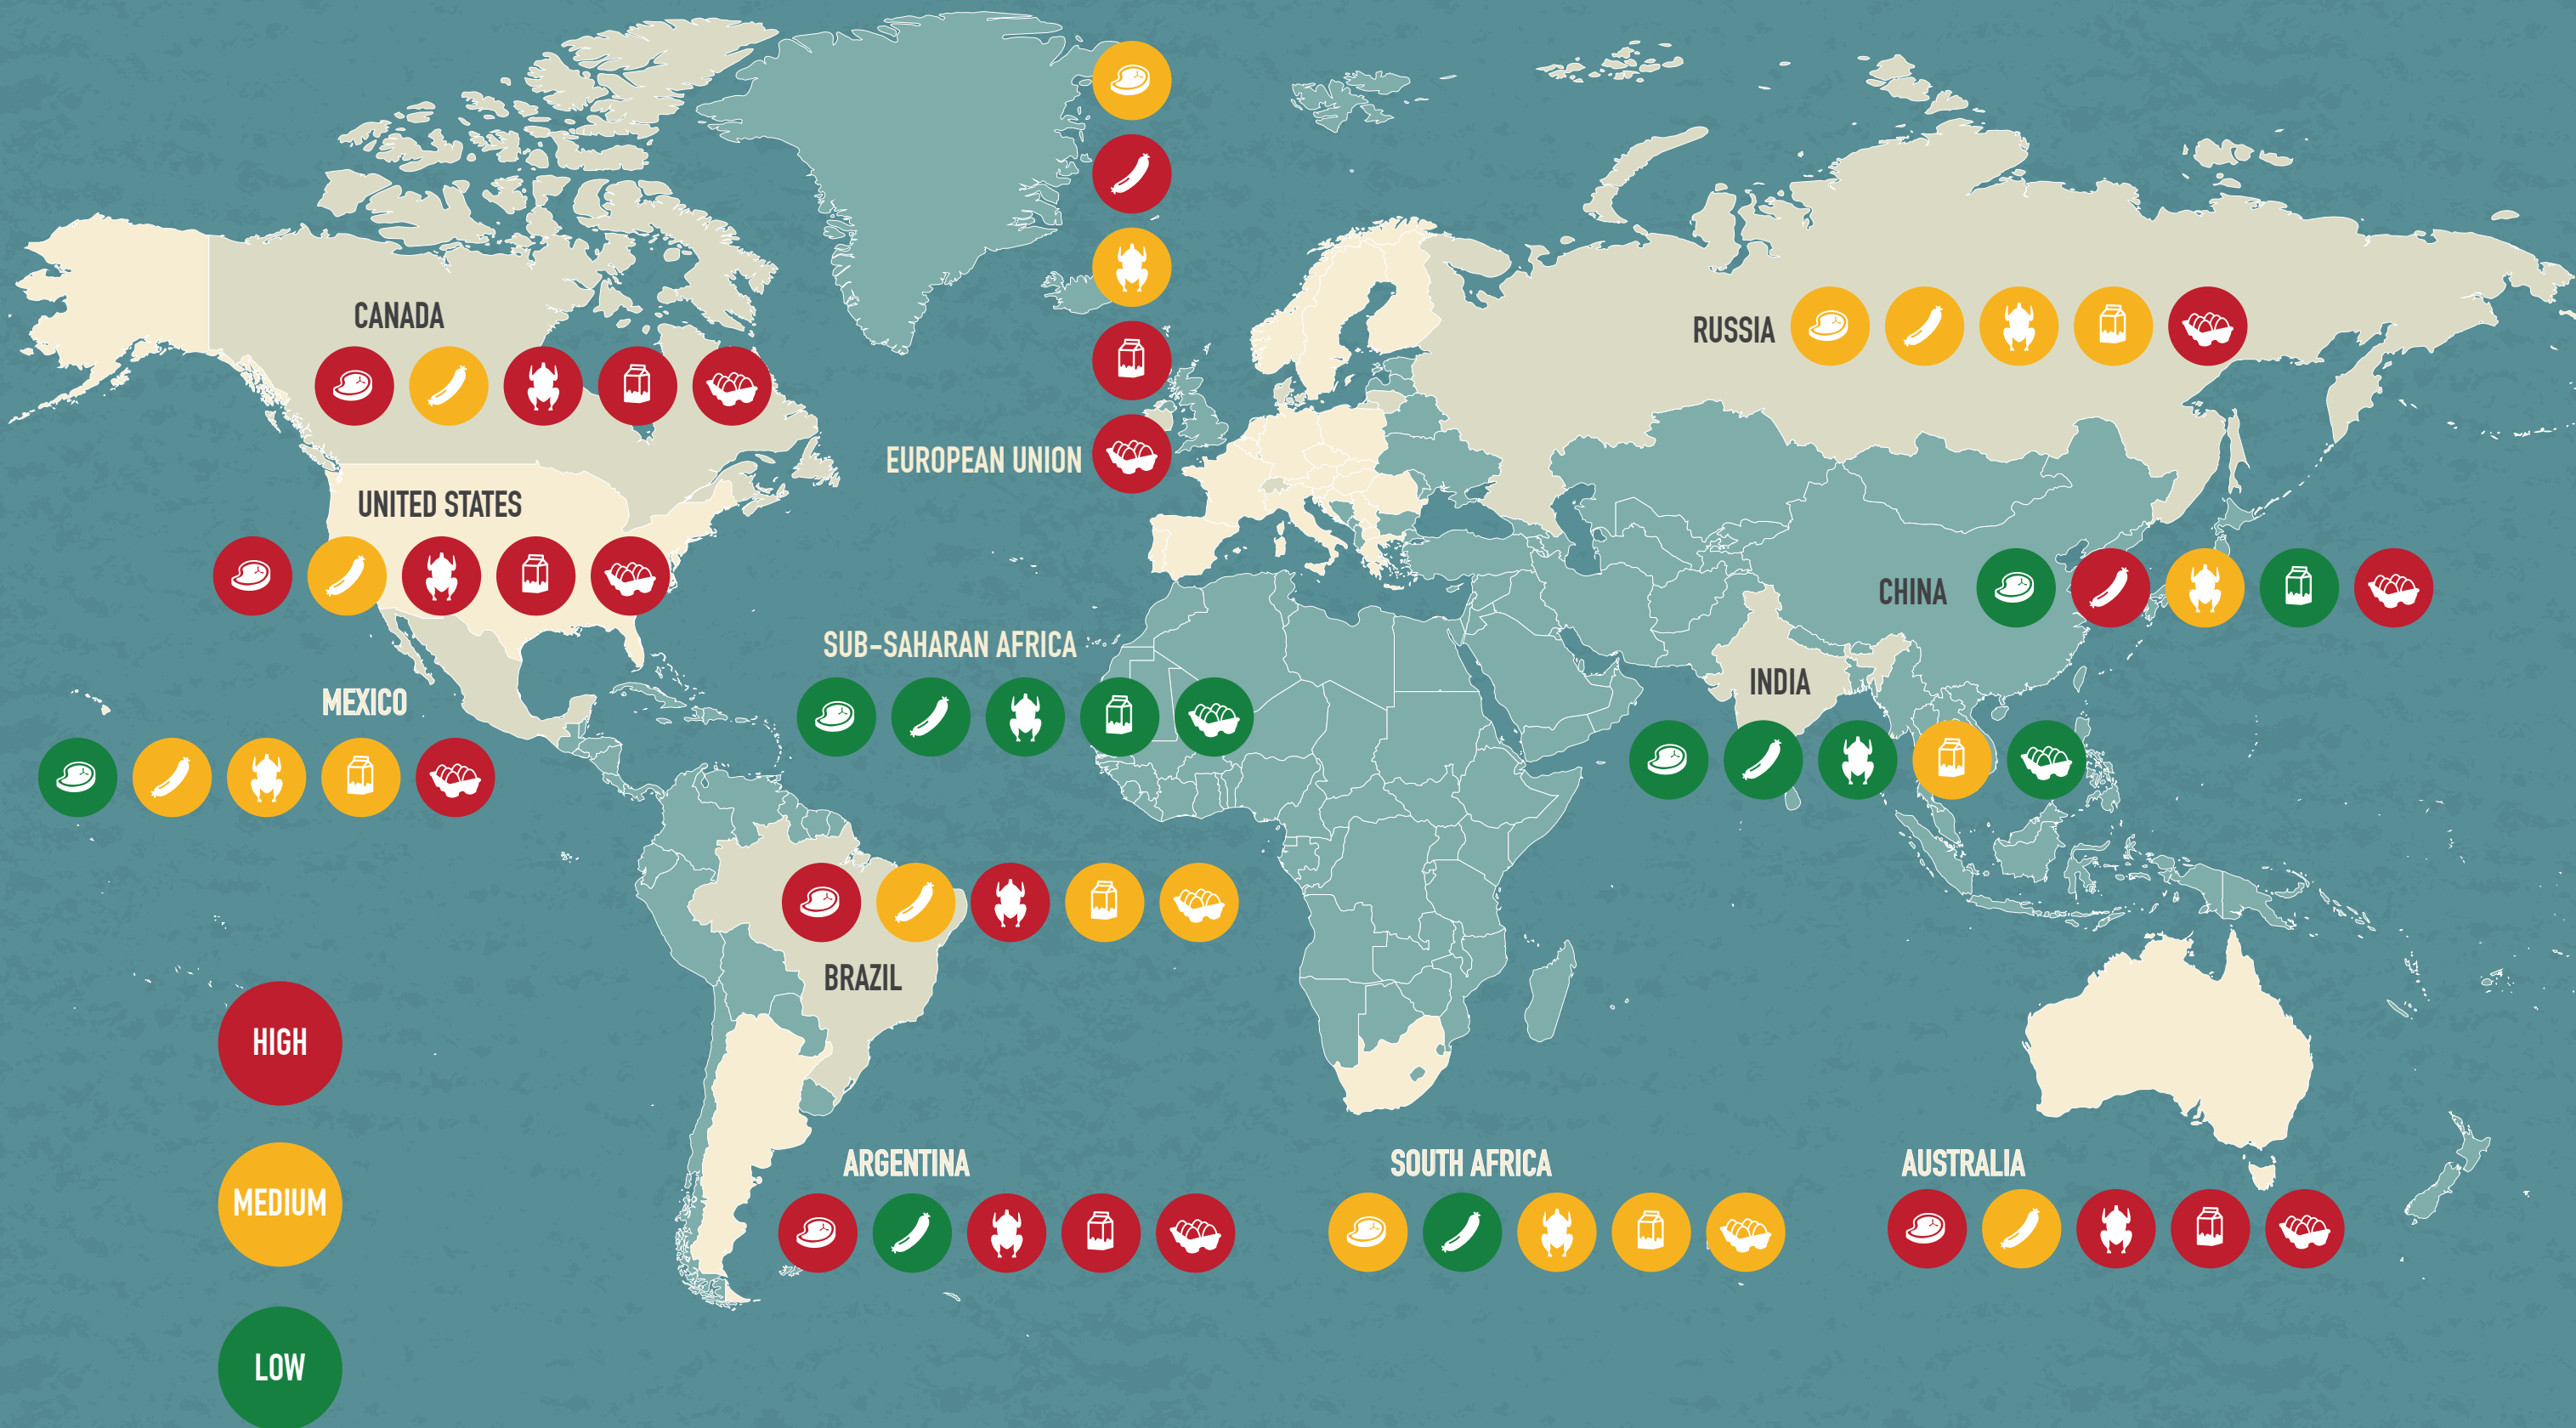 CANADA
RUSSIA
EUROPEAN UNION
UNITED STATES
CHINA
SUB-SAHARAN AFRICA
INDIA
MEXICO
BRAZIL
HIGH
ARGENTINA
SOUTH AFRICA
AUSTRALIA
MEDIUM
LOW